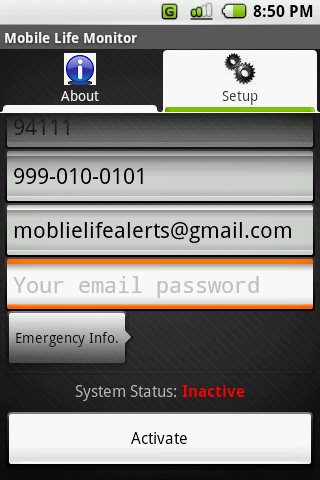 G 8:50 PM
Mobile Life Monitor
i
About
Setup
94111
999-010-0101
moblielifealerts@gmail.com
Your email password
Emergency Info.
System Status: Inactive
Activate